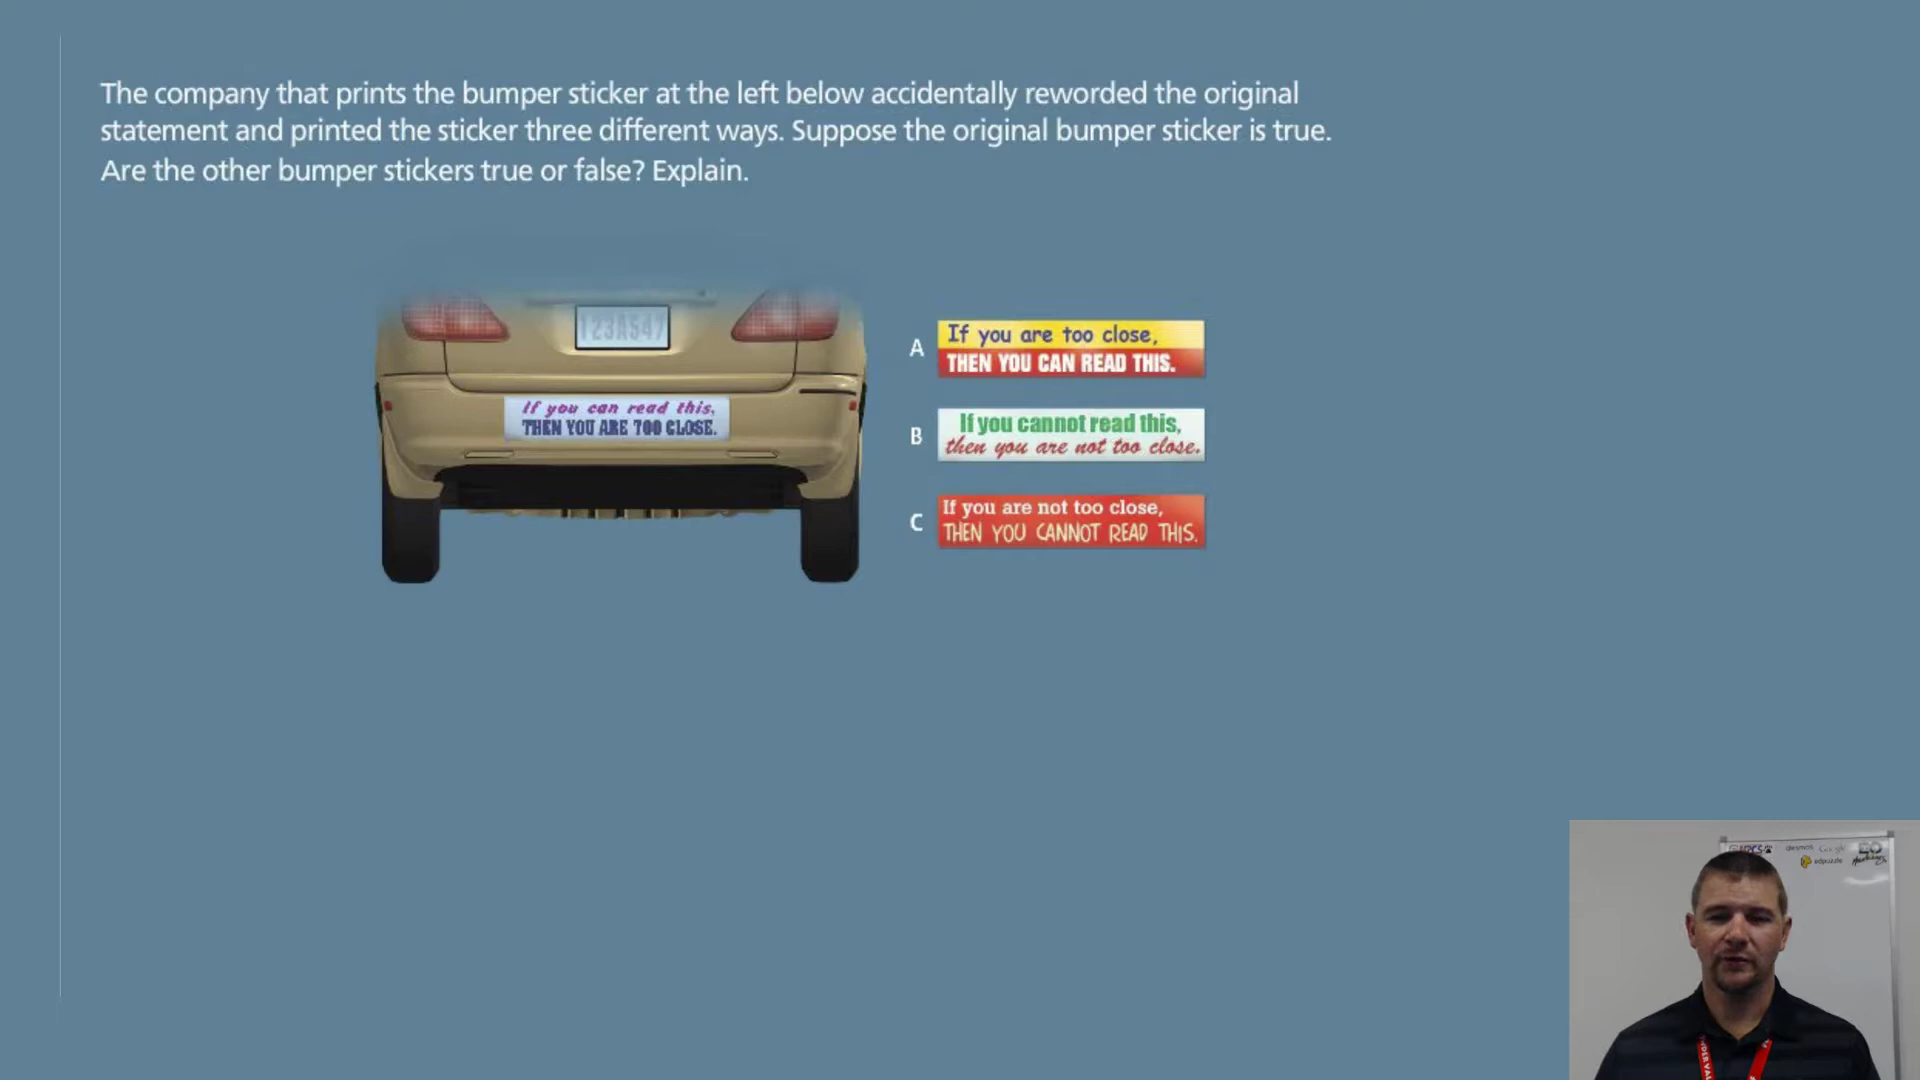 The company that prints the bumper sticker at the left below accidentally reworded the original
statement and printed the sticker three different ways. Suppose the original bumper sticker is true.
Are the other bumper stickers true or false? Explain.
123A547
If you can read this,
THEN YOU ARE TOO CLOSE.
A
If you are too close,
THEN YOU CAN READ THIS.
B
If you cannot read this,
then you are not too close.
C
If you are not too close,
THEN YOU CANNOT READ THIS.
desmos
Google
edpuzzle